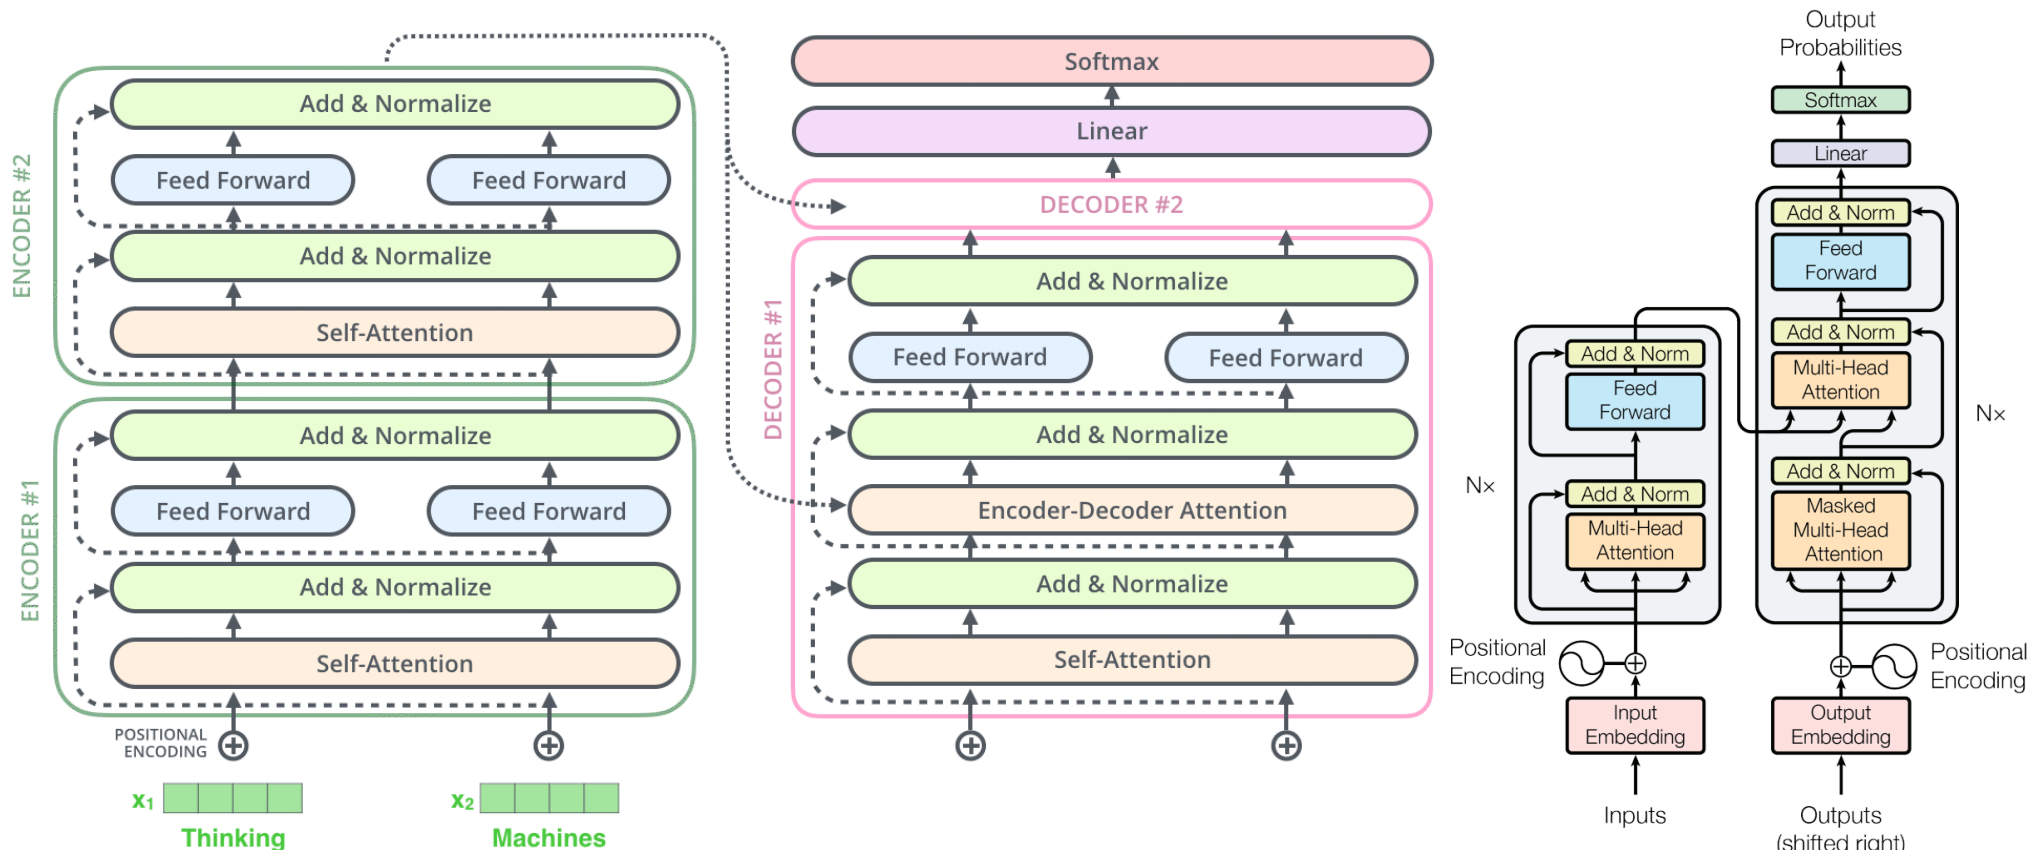 ENCODER #2
Add & Normalize
Feed Forward
Feed Forward
Add & Normalize
Self-Attention
ENCODER #1
Add & Normalize
Feed Forward
Feed Forward
Add & Normalize
Self-Attention
POSITIONAL
ENCODING
x1
x2
Thinking
Machines
Softmax
Linear
DECODER #2
DECODER #1
Add & Normalize
Feed Forward
Feed Forward
Add & Normalize
Encoder-Decoder Attention
Add & Normalize
Self-Attention
Nx
Add & Norm
Feed
Forward
Add & Norm
Multi-Head
Attention
Positional
Encoding
Input
Embedding
Inputs
Output
Probabilities
Softmax
Linear
Add & Norm
Feed
Forward
Add & Norm
Multi-Head
Attention
Nx
Add & Norm
Masked
Multi-Head
Attention
Positional
Encoding
Output
Embedding
Outputs
(shifted right)